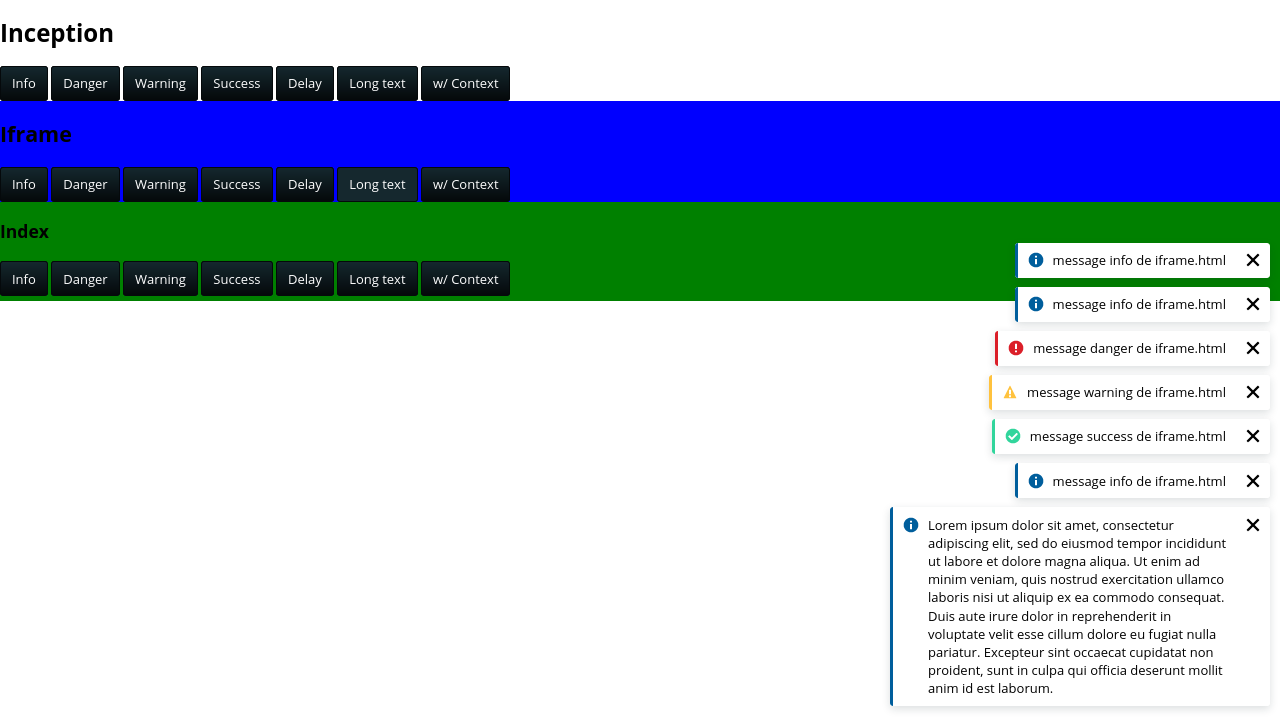 Inception
Info Danger Warning Success Delay Long text w/ Context
Iframe
Info Danger Warning Success Delay Long text w/ Context
Index
Info Danger Warning Success Delay Long text w/ Context
message info de iframe.html
message info de iframe.html
message danger de iframe.html
message warning de iframe.html
message success de iframe.html
message info de iframe.html
Lorem ipsum dolor sit amet, consectetur
adipiscing elit, sed do eiusmod tempor incididunt
ut labore et dolore magna aliqua. Ut enim ad
minim veniam, quis nostrud exercitation ullamco
laboris nisi ut aliquip ex ea commodo consequat.
Duis aute irure dolor in reprehenderit in
voluptate velit esse cillum dolore eu fugiat nulla
pariatur. Excepteur sint occaecat cupidatat non
proident, sunt in culpa qui officia deserunt mollit
anim id est laborum.